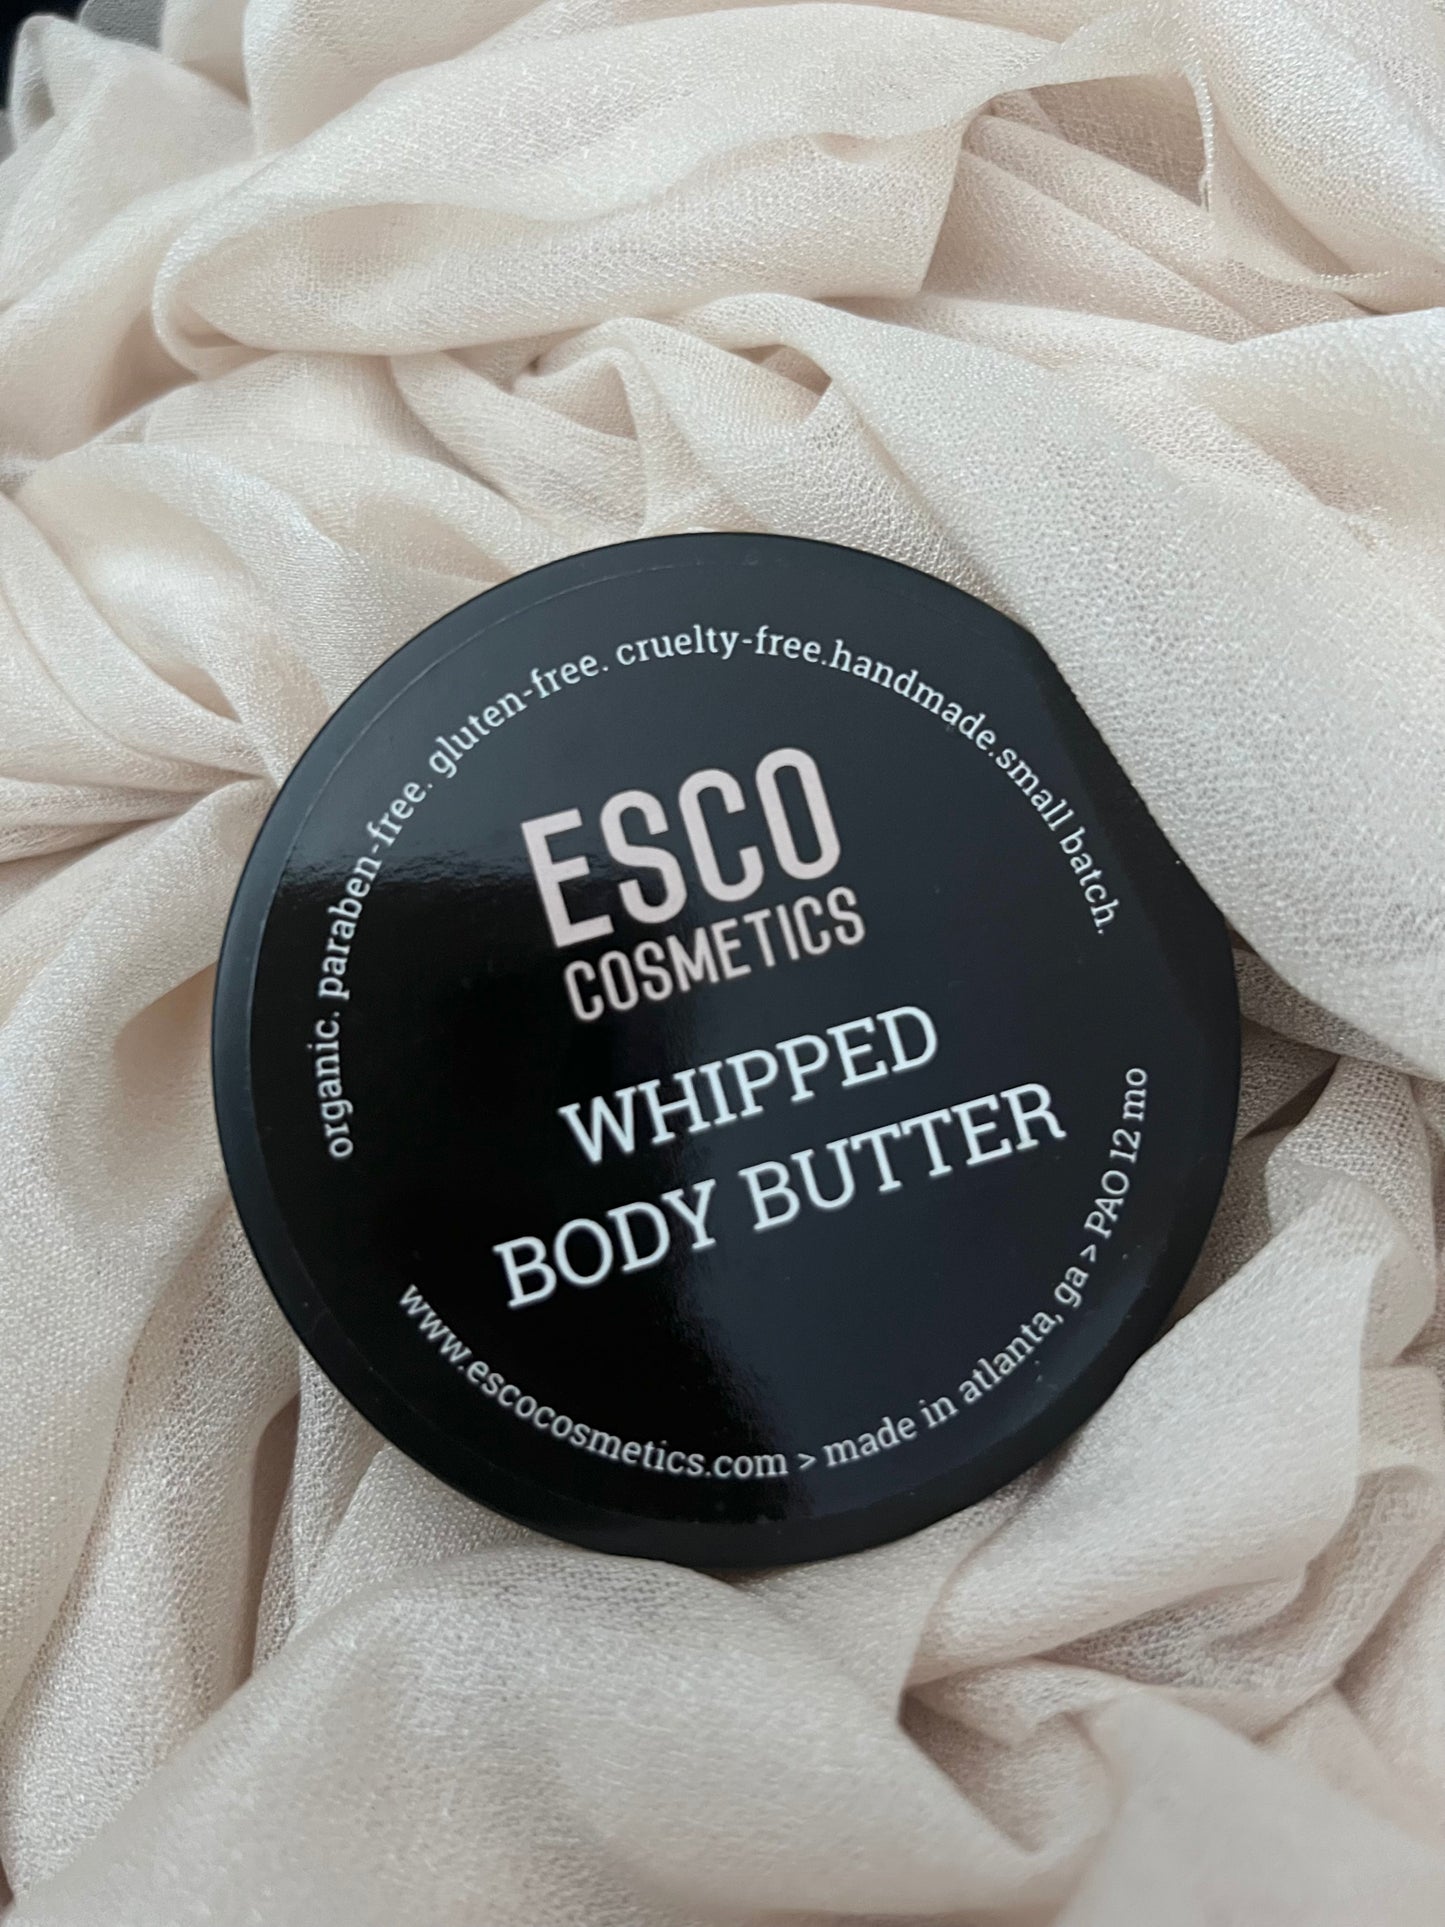 organic. paraben-free. gluten-free. cruelty-free.handmade.small batch.
ESCO
COSMETICS
WHIPPED
BODY BUTTER
www.escocosmetics.com > made in atlanta, ga > PAO 12 mo